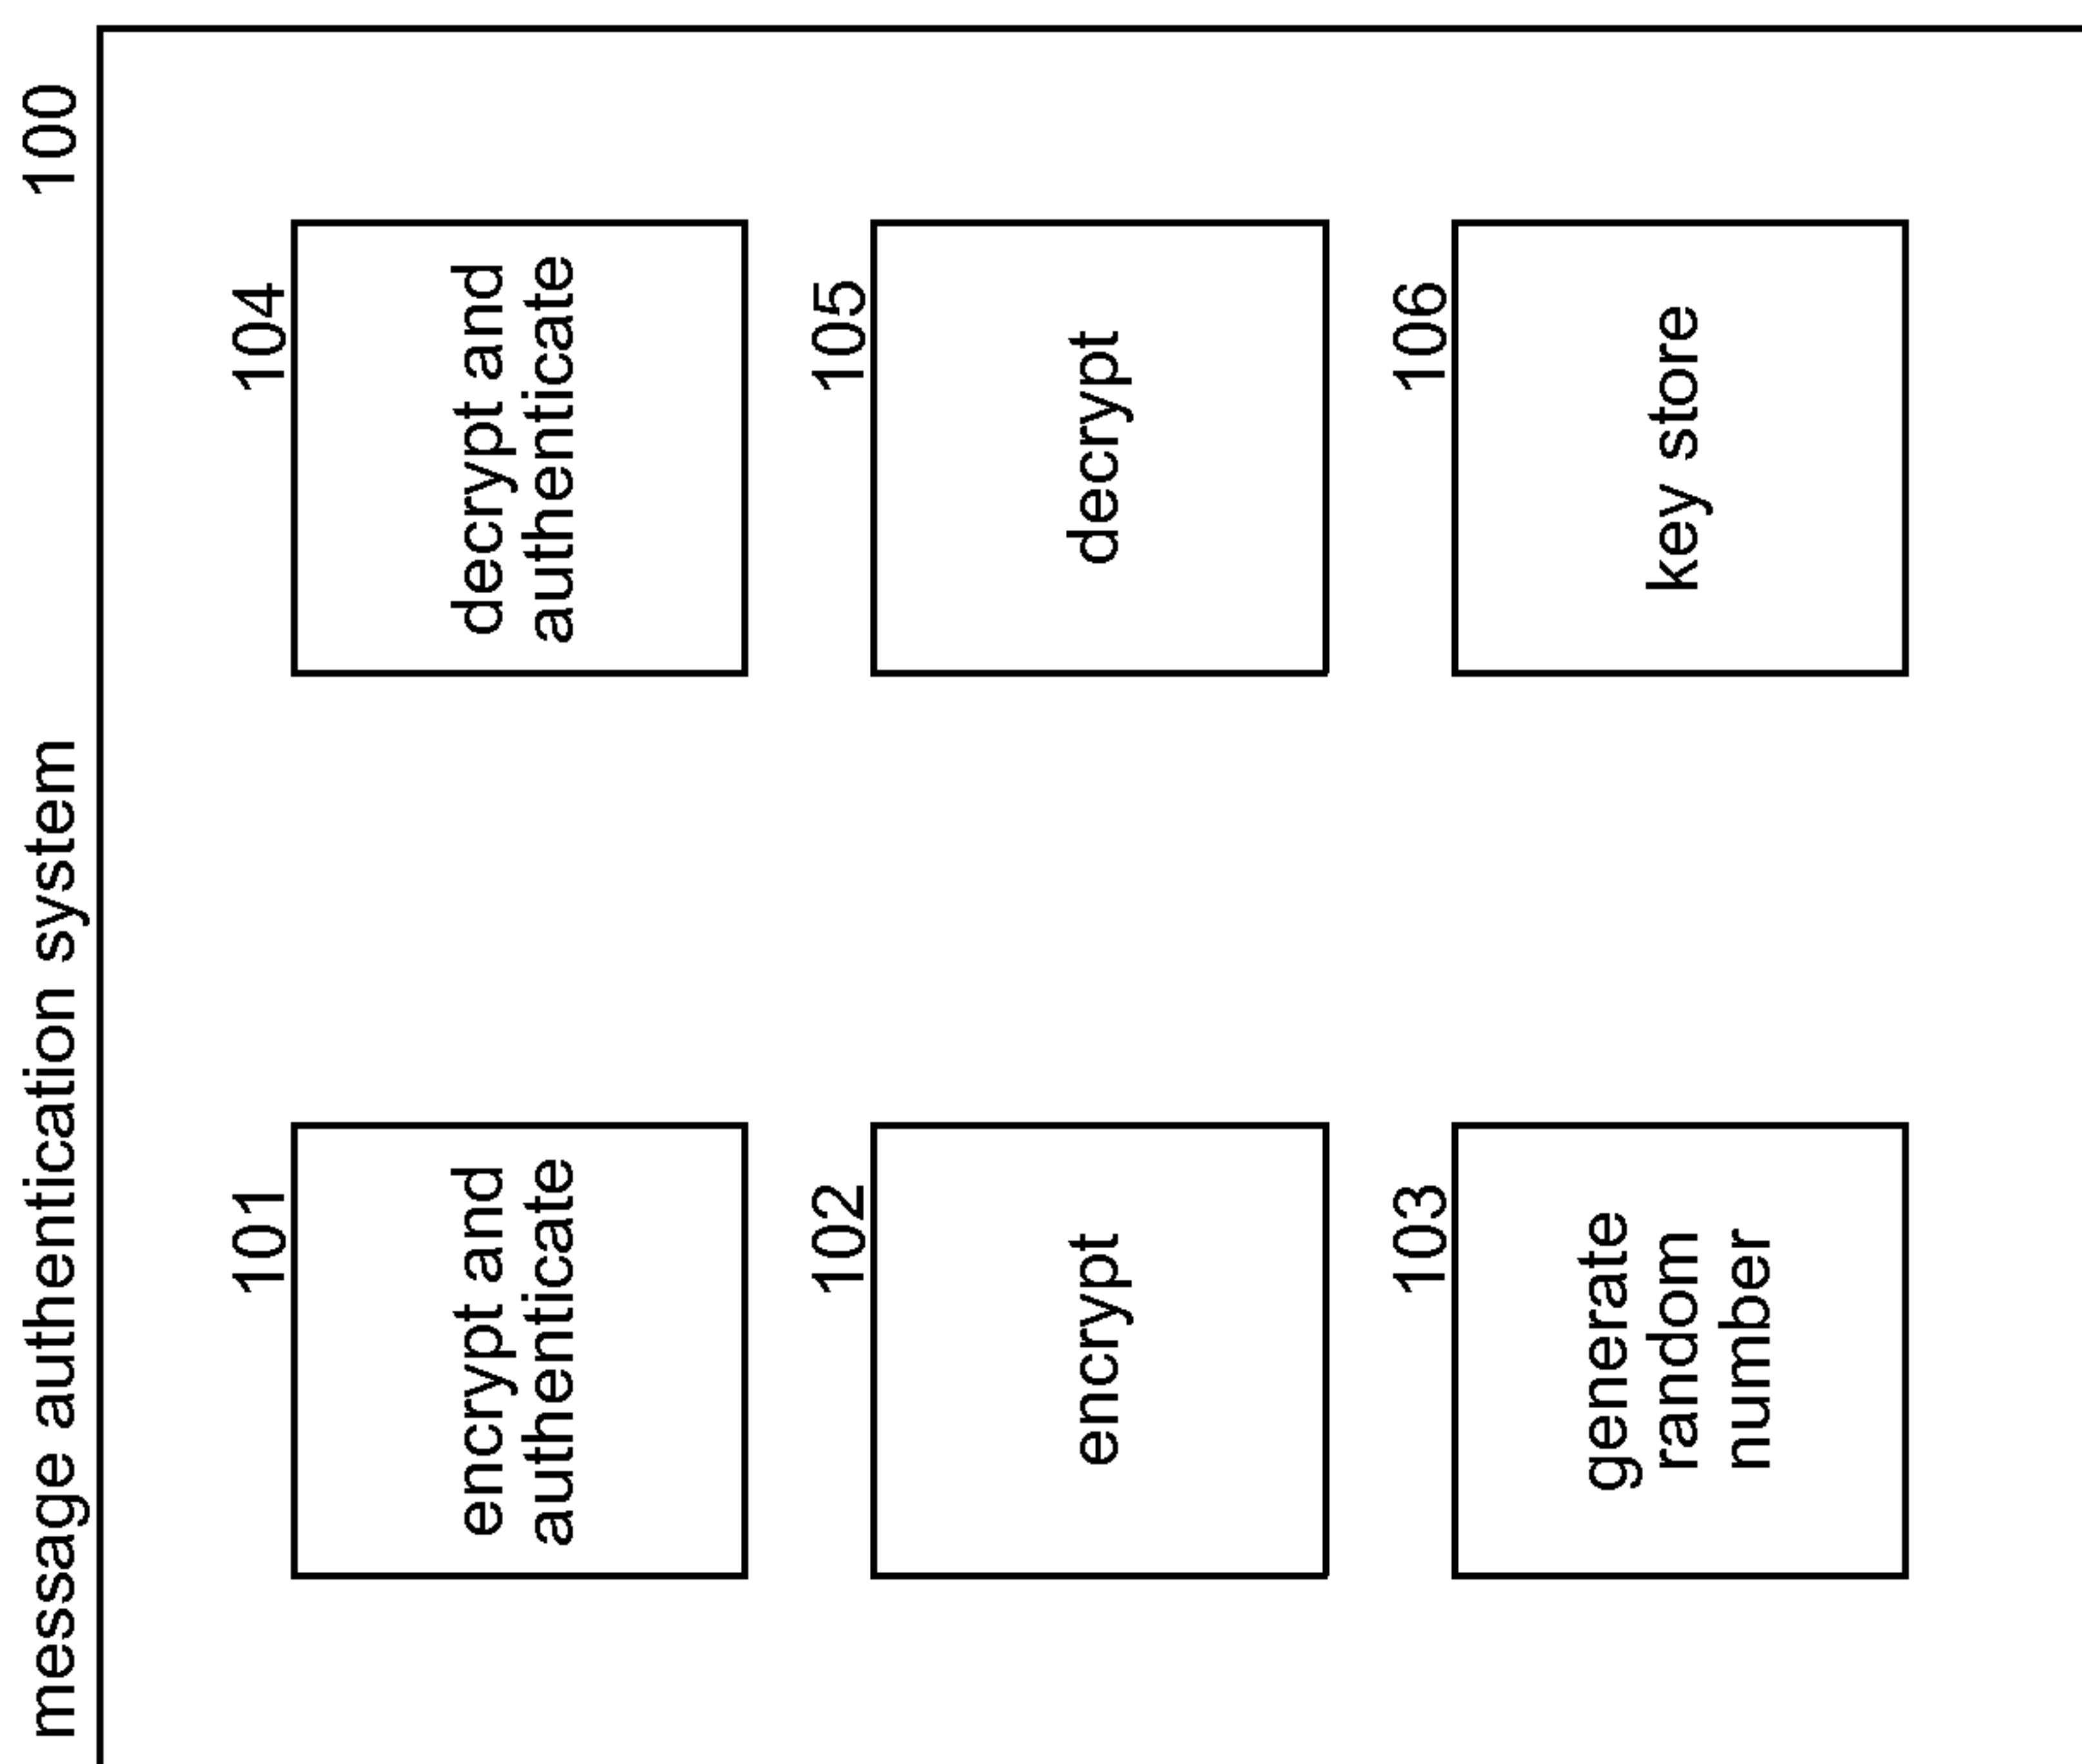 message authentication system 100
101
encrypt and
authenticate
104
decrypt and
authenticate
102
encrypt
105
decrypt
103
generate
random
number
106
key store